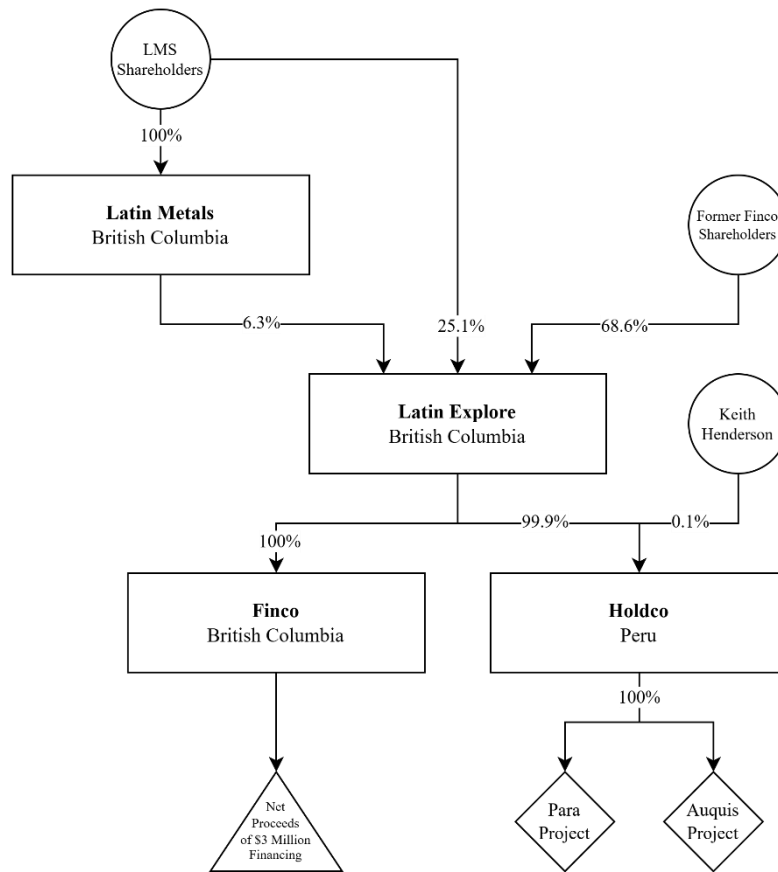 LMS
Shareholders
100%
Latin Metals
British Columbia
Former Finco
Shareholders
6.3%
25.1%
68.6%
Latin Explore
British Columbia
Keith
Henderson
99.9%
0.1%
100%
Finco
British Columbia
Holdco
Peru
100%
Net
Proceeds
of $3 Million
Financing
Para
Project
Auquis
Project